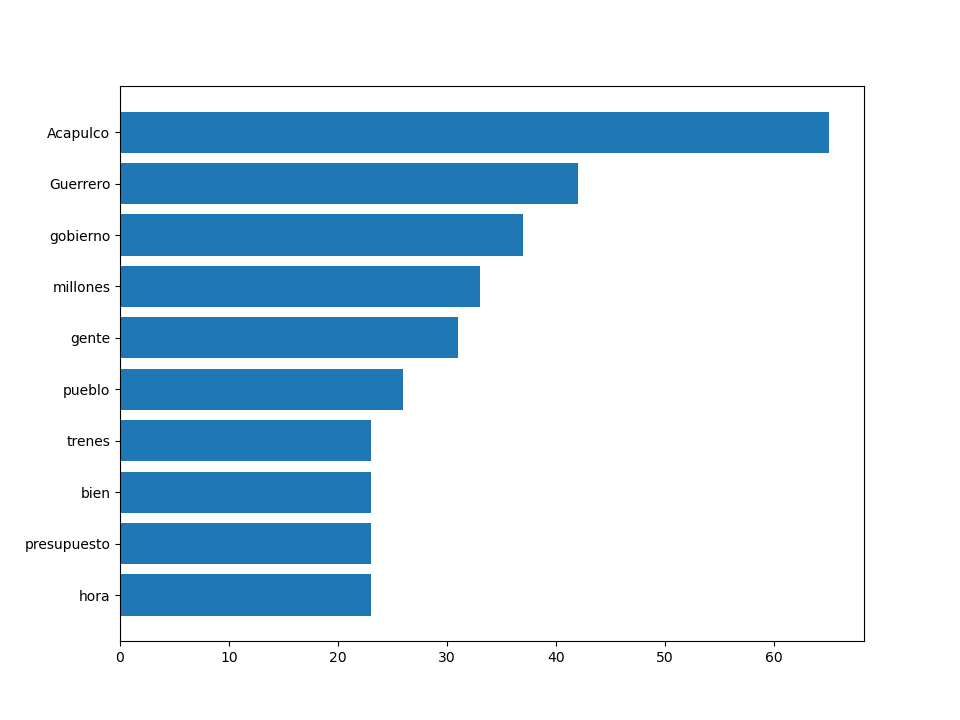 Acapulco
Guerrero
gobierno
millones
gente
pueblo
trenes
bien
presupuesto
hora
0 10 20 30 40 50 60